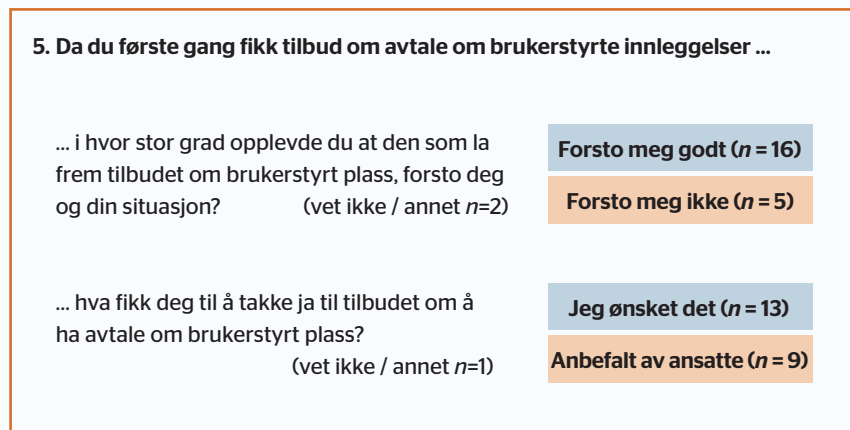 5. Da du første gang fikk tilbud om avtale om brukerstyrte innleggelser ...
... i hvor stor grad opplevde du at den som la
frem tilbudet om brukerstyrt plass, forsto deg
og din situasjon? (vet ikke / annet n=2)
Forsto meg godt (n = 16)
Forsto meg ikke (n = 5)
... hva fikk deg til å takke ja til tilbudet om å
ha avtale om brukerstyrt plass?
(vet ikke / annet n=1)
Jeg ønsket det (n = 13)
Anbefalt av ansatte (n = 9)